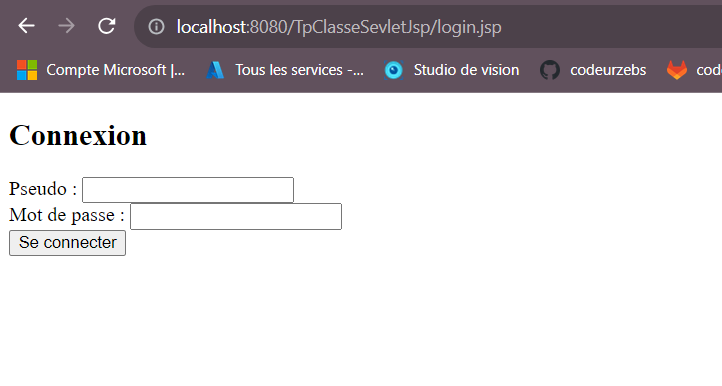 localhost:8080/TpClasseSevletJsp/login.jsp
Compte Microsoft |... Tous les services -... Studio de vision codeurzebs cod
Connexion
Pseudo :
Mot de passe :
Se connecter